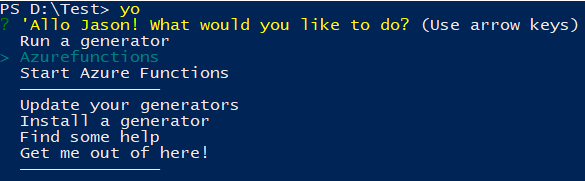 PS D:\Test> yo
? 'Allo Jason! What would you like to do? (Use arrow keys)
Run a generator
> Azurefunctions
Start Azure Functions
──────────────
Update your generators
Install a generator
Find some help
Get me out of here!
──────────────